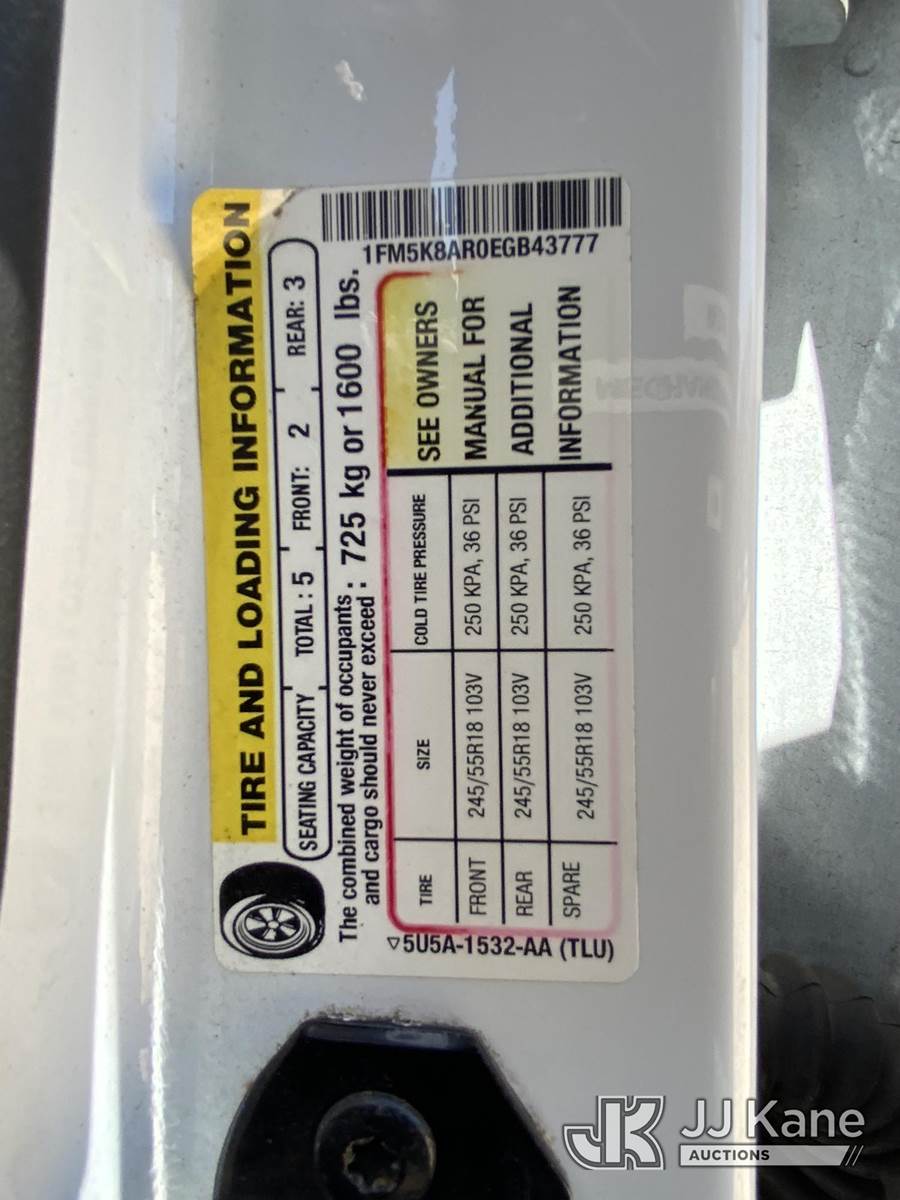 TIRE AND LOADING INFORMATION
SEATING CAPACITY TOTAL : 5 FRONT: 2 REAR: 3
The combined weight of occupants : 725 kg or 1600 lbs.
and cargo should never exceed :
TIRE SIZE COLD TIRE PRESSURE SEE OWNERS
FRONT 245/55R18 103V 250 KPA, 36 PSI MANUAL FOR
REAR 245/55R18 103V 250 KPA, 36 PSI ADDITIONAL
SPARE 245/55R18 103V 250 KPA, 36 PSI INFORMATION
5U5A-1532-AA (TLU)
1FM5K8AR0EGB43777
JK JJ Kane
AUCTIONS